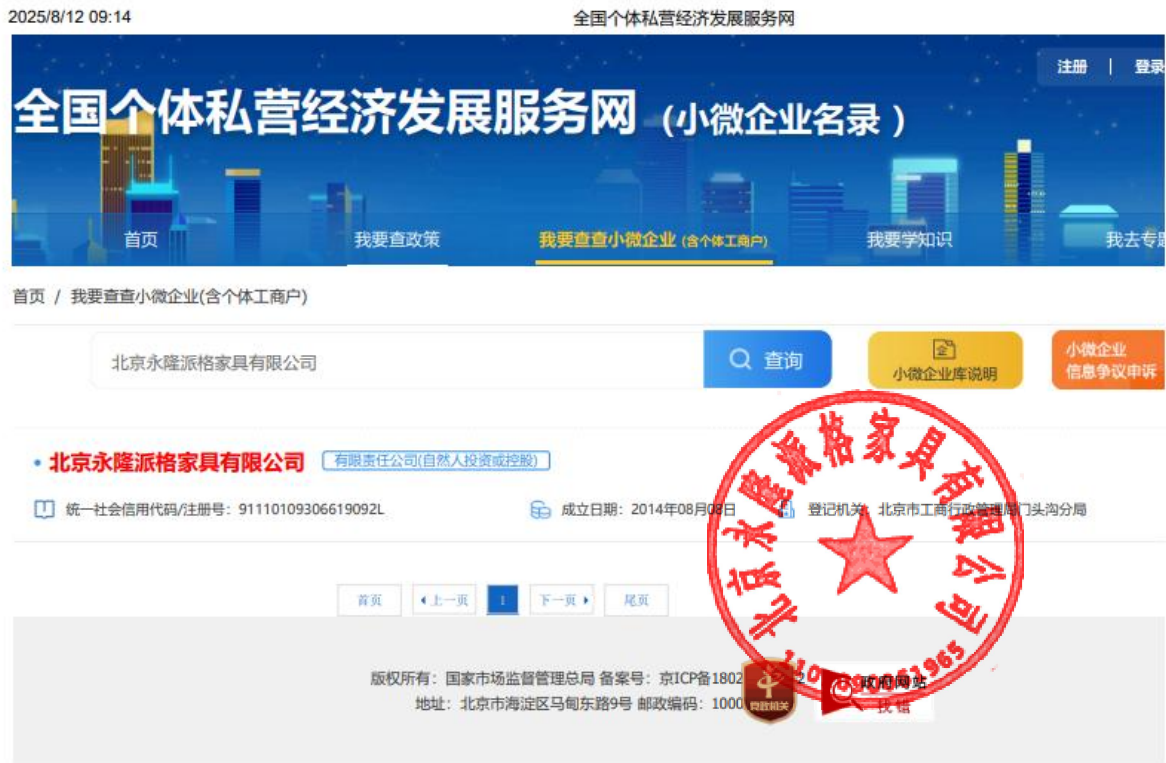 2025/8/12 09:14
全国个体私营经济发展服务网
注册 | 登录
全国个体私营经济发展服务网（小微企业名录）
首页
我要查政策
我要查查小微企业 (含个体工商户)
我要学知识
我去专题
首页 / 我要查查小微企业(含个体工商户)
北京永隆派格家具有限公司
查询
小微企业库说明
小微企业
信息争议申诉
• 北京永隆派格家具有限公司
有限责任公司(自然人投资或控股)
统一社会信用代码/注册号：91110109306619092L
成立日期：2014年08月08日
登记机关：北京市工商行政管理局门头沟分局
首页
上一页
1
下一页
尾页
北京永隆派格家具有限公司
版权所有：国家市场监督管理总局 备案号：京ICP备1802
地址：北京市海淀区马甸东路9号 邮政编码：1000
党政机关
政府网站
找错